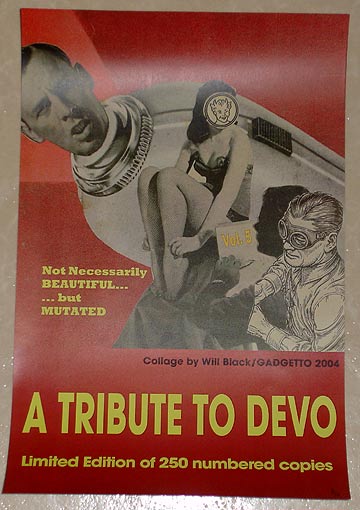 Vol. 5
Not Necessarily
BEAUTIFUL...
... but
MUTATED
Collage by Will Black/GADGETTO 2004
A TRIBUTE TO DEVO
Limited Edition of 250 numbered copies